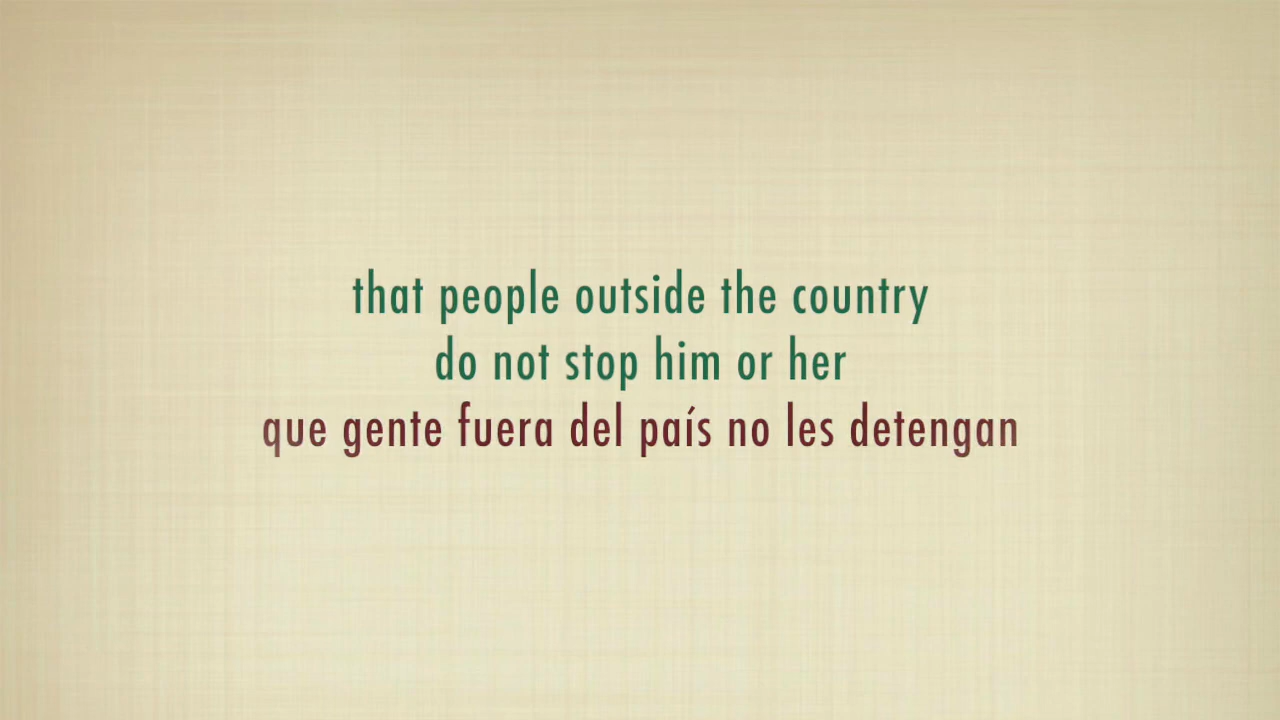 that people outside the country
do not stop him or her
que gente fuera del país no les detengan